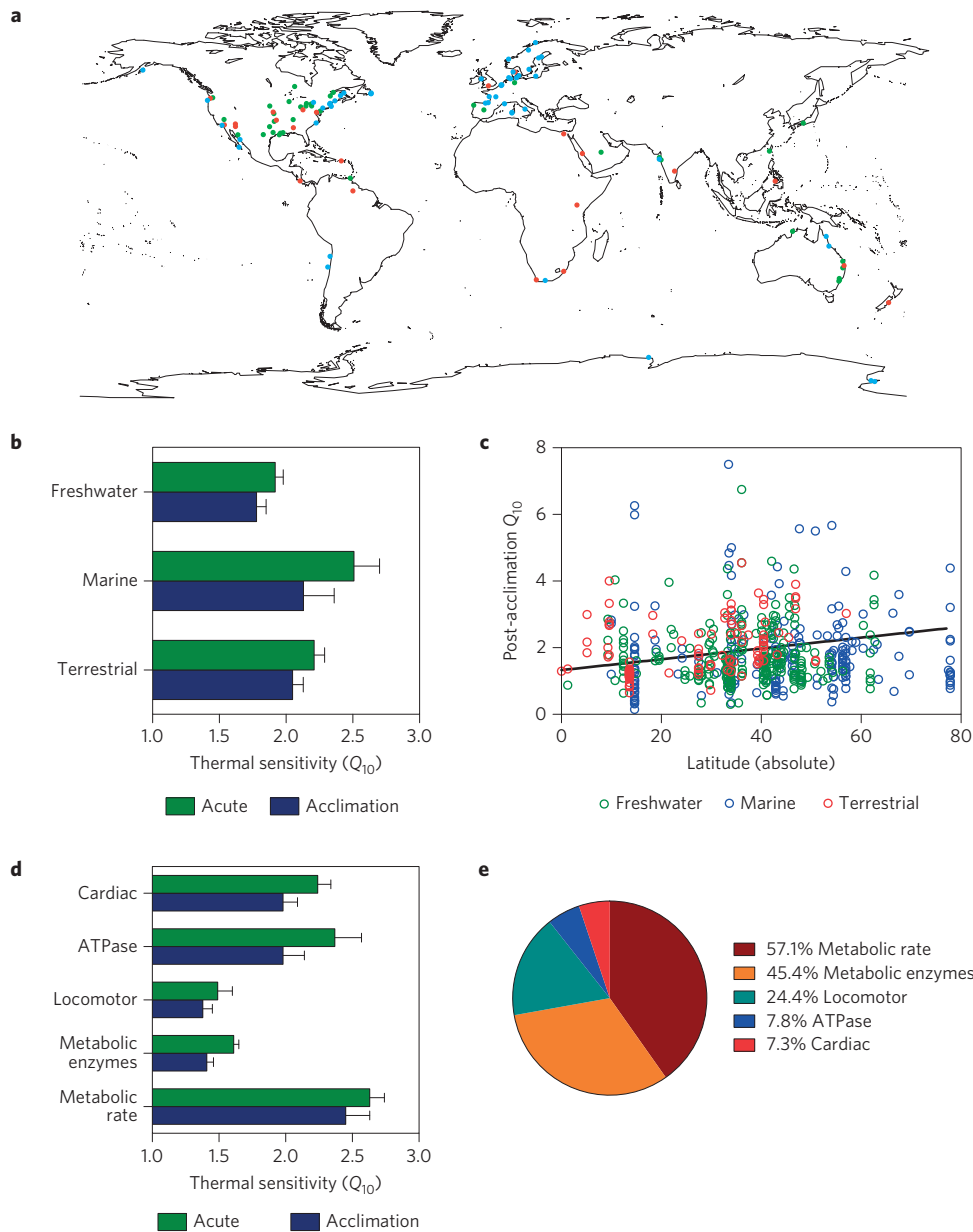 a
b
Freshwater
Marine
Terrestrial
1.0 1.5 2.0 2.5 3.0
Thermal sensitivity (Q10)
Acute Acclimation
c
Post-acclimation Q10
8
6
4
2
0
0 20 40 60 80
Latitude (absolute)
Freshwater Marine Terrestrial
d
Cardiac
ATPase
Locomotor
Metabolic
enzymes
Metabolic
rate
1.0 1.5 2.0 2.5 3.0
Thermal sensitivity (Q10)
Acute Acclimation
e
57.1% Metabolic rate
45.4% Metabolic enzymes
24.4% Locomotor
7.8% ATPase
7.3% Cardiac